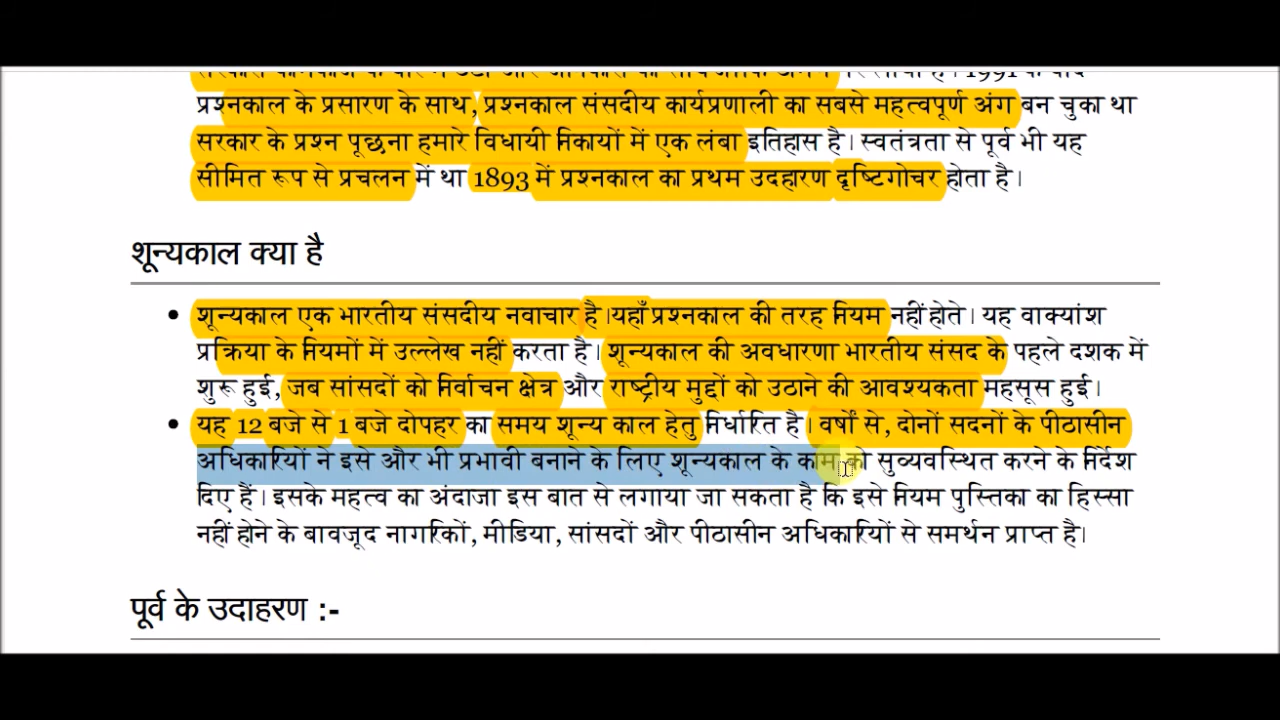 के बाद
प्रश्नकाल के प्रसारण के साथ, प्रश्नकाल संसदीय कार्यप्रणाली का सबसे महत्वपूर्ण अंग बन चुका था
सरकार के प्रश्न पूछना हमारे विधायी निकायों में एक लंबा इतिहास है। स्वतंत्रता से पूर्व भी यह
सीमित रूप से प्रचलन में था 1893 में प्रश्नकाल का प्रथम उदहारण दृष्टिगोचर होता है।
शून्यकाल क्या है
• शून्यकाल एक भारतीय संसदीय नवाचार है।यहाँ प्रश्नकाल की तरह नियम नहीं होते। यह वाक्यांश
प्रक्रिया के नियमों में उल्लेख नहीं करता है। शून्यकाल की अवधारणा भारतीय संसद के पहले दशक में
शुरू हुई, जब सांसदों को निर्वाचन क्षेत्र और राष्ट्रीय मुद्दों को उठाने की आवश्यकता महसूस हुई।
• यह 12 बजे से 1 बजे दोपहर का समय शून्य काल हेतु निर्धारित है। वर्षों से, दोनों सदनों के पीठासीन
अधिकारियों ने इसे और भी प्रभावी बनाने के लिए शून्यकाल के काम को सुव्यवस्थित करने के निर्देश
दिए हैं। इसके महत्व का अंदाजा इस बात से लगाया जा सकता है कि इसे नियम पुस्तिका का हिस्सा
नहीं होने के बावजूद नागरिकों, मीडिया, सांसदों और पीठासीन अधिकारियों से समर्थन प्राप्त है।
पूर्व के उदाहरण :-